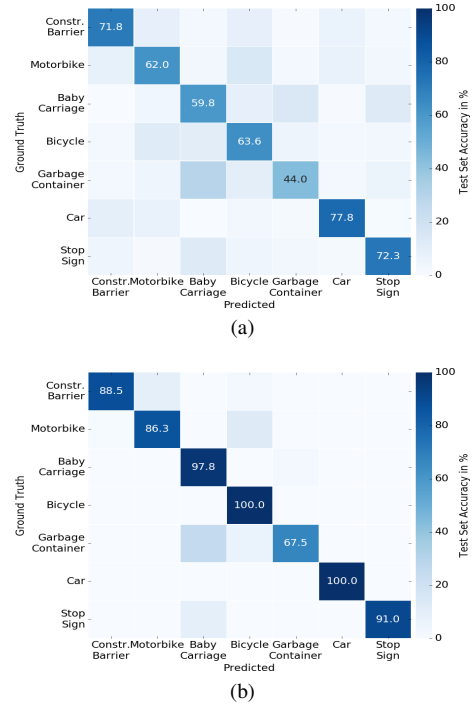 Constr.
Barrier
Motorbike
Baby
Carriage
Bicycle
Garbage
Container
Car
Stop
Sign
Ground Truth
71.8
62.0
59.8
63.6
44.0
77.8
72.3
Constr.
Barrier
Motorbike
Baby
Carriage
Bicycle
Garbage
Container
Car
Stop
Sign
Predicted
100
80
60
40
20
0
Test Set Accuracy in %
(a)
Constr.
Barrier
Motorbike
Baby
Carriage
Bicycle
Garbage
Container
Car
Stop
Sign
Ground Truth
88.5
86.3
97.8
100.0
67.5
100.0
91.0
Constr.
Barrier
Motorbike
Baby
Carriage
Bicycle
Garbage
Container
Car
Stop
Sign
Predicted
100
80
60
40
20
0
Test Set Accuracy in %
(b)